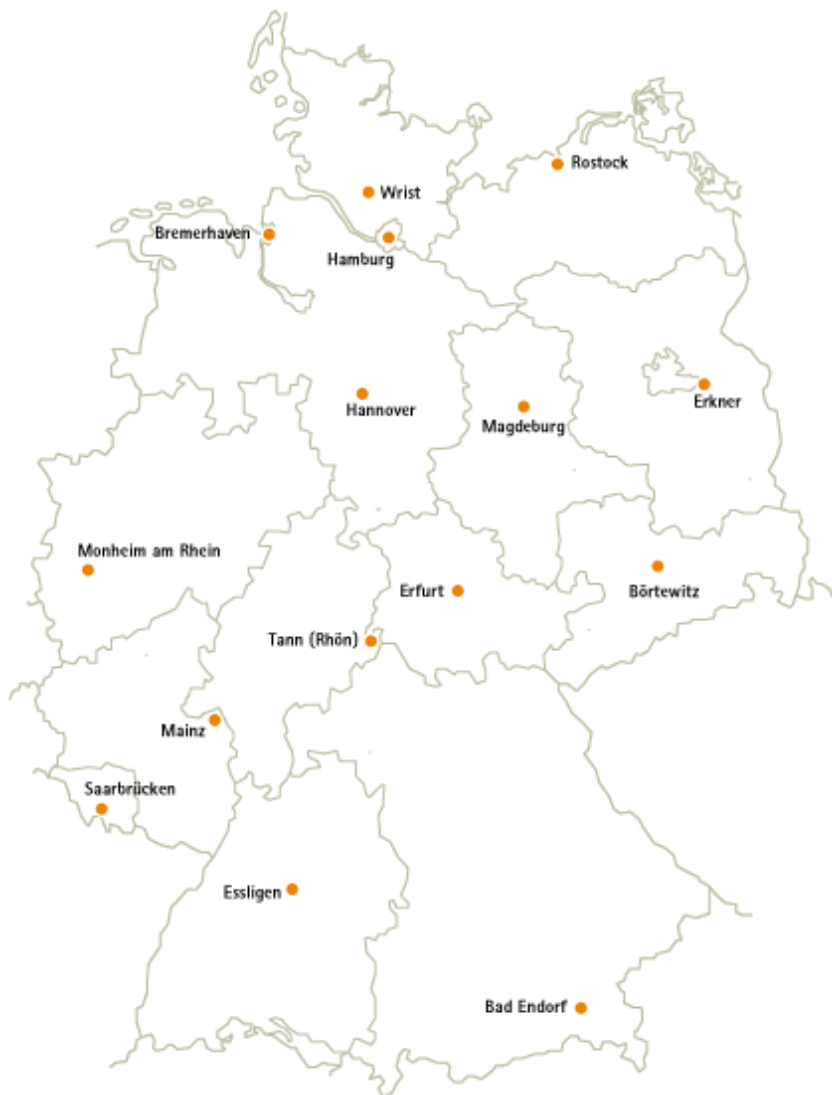 Rostock
Wrist
Bremerhaven
Hamburg
Erkner
Hannover
Magdeburg
Monheim am Rhein
Erfurt
Börtewitz
Tann (Rhön)
Mainz
Saarbrücken
Essligen
Bad Endorf